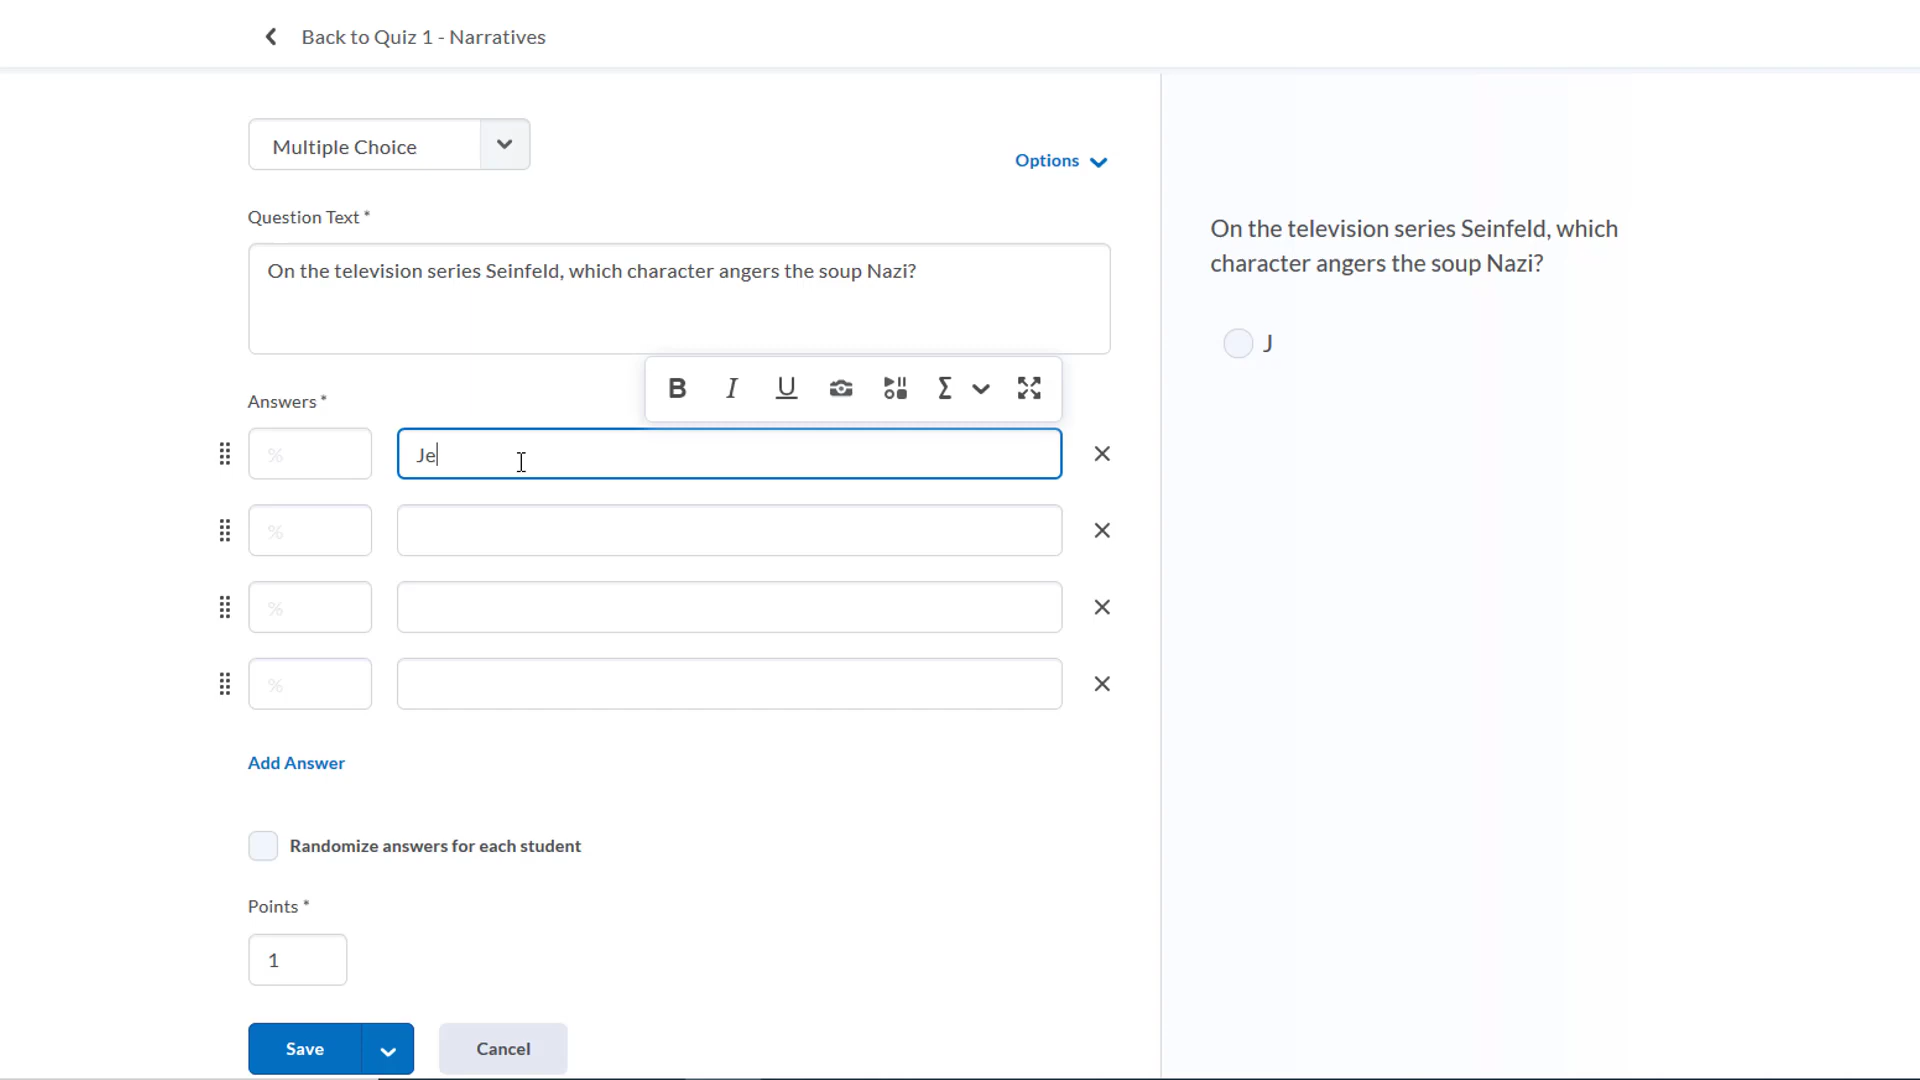 Back to Quiz 1 - Narratives
Multiple Choice
Options
Question Text *
On the television series Seinfeld, which character angers the soup Nazi?
B I U Σ
Answers *
% Je
%
%
%
Add Answer
Randomize answers for each student
Points *
1
Save
Cancel
On the television series Seinfeld, which
character angers the soup Nazi?
J